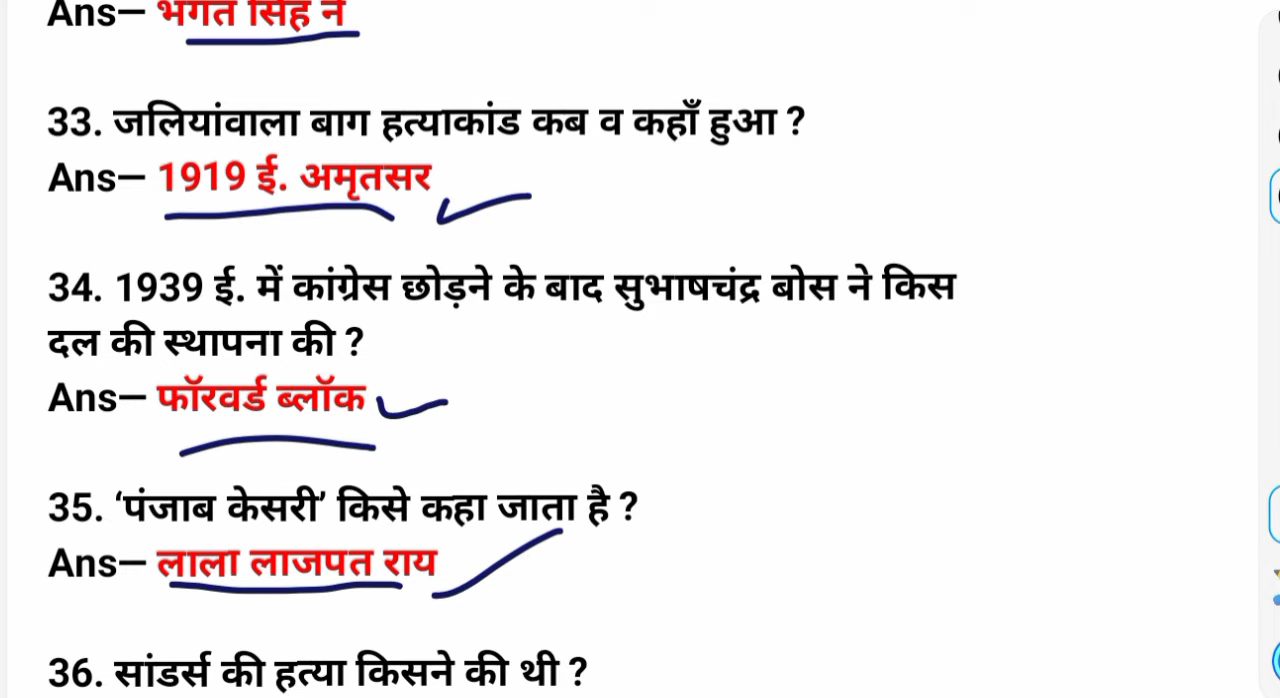 Ans– भगत सिंह ने
33. जलियांवाला बाग हत्याकांड कब व कहाँ हुआ ?
Ans– 1919 ई. अमृतसर
34. 1939 ई. में कांग्रेस छोड़ने के बाद सुभाषचंद्र बोस ने किस
दल की स्थापना की ?
Ans– फॉरवर्ड ब्लॉक
35. ‘पंजाब केसरी’ किसे कहा जाता है ?
Ans– लाला लाजपत राय
36. सांडर्स की हत्या किसने की थी ?